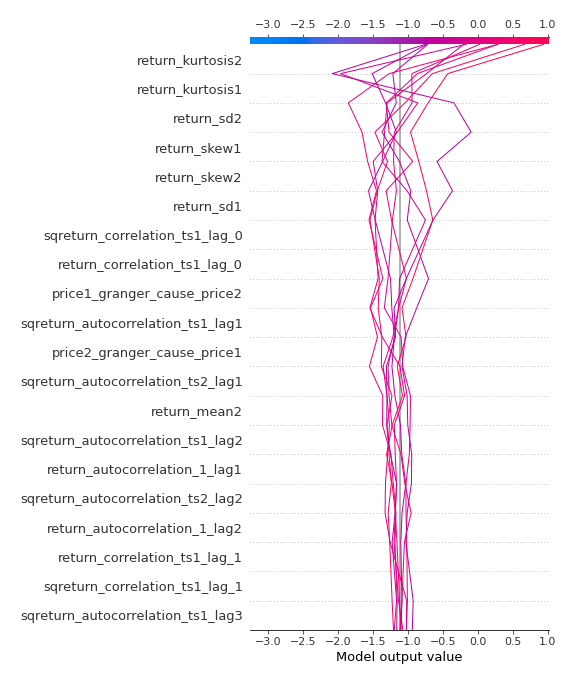 −3.0 −2.5 −2.0 −1.5 −1.0 −0.5 0.0 0.5 1.0
return_kurtosis2
return_kurtosis1
return_sd2
return_skew1
return_skew2
return_sd1
sqreturn_correlation_ts1_lag_0
return_correlation_ts1_lag_0
price1_granger_cause_price2
sqreturn_autocorrelation_ts1_lag1
price2_granger_cause_price1
sqreturn_autocorrelation_ts2_lag1
return_mean2
sqreturn_autocorrelation_ts1_lag2
return_autocorrelation_1_lag1
sqreturn_autocorrelation_ts2_lag2
return_autocorrelation_1_lag2
return_correlation_ts1_lag_1
sqreturn_correlation_ts1_lag_1
sqreturn_autocorrelation_ts1_lag3
−3.0 −2.5 −2.0 −1.5 −1.0 −0.5 0.0 0.5 1.0
Model output value